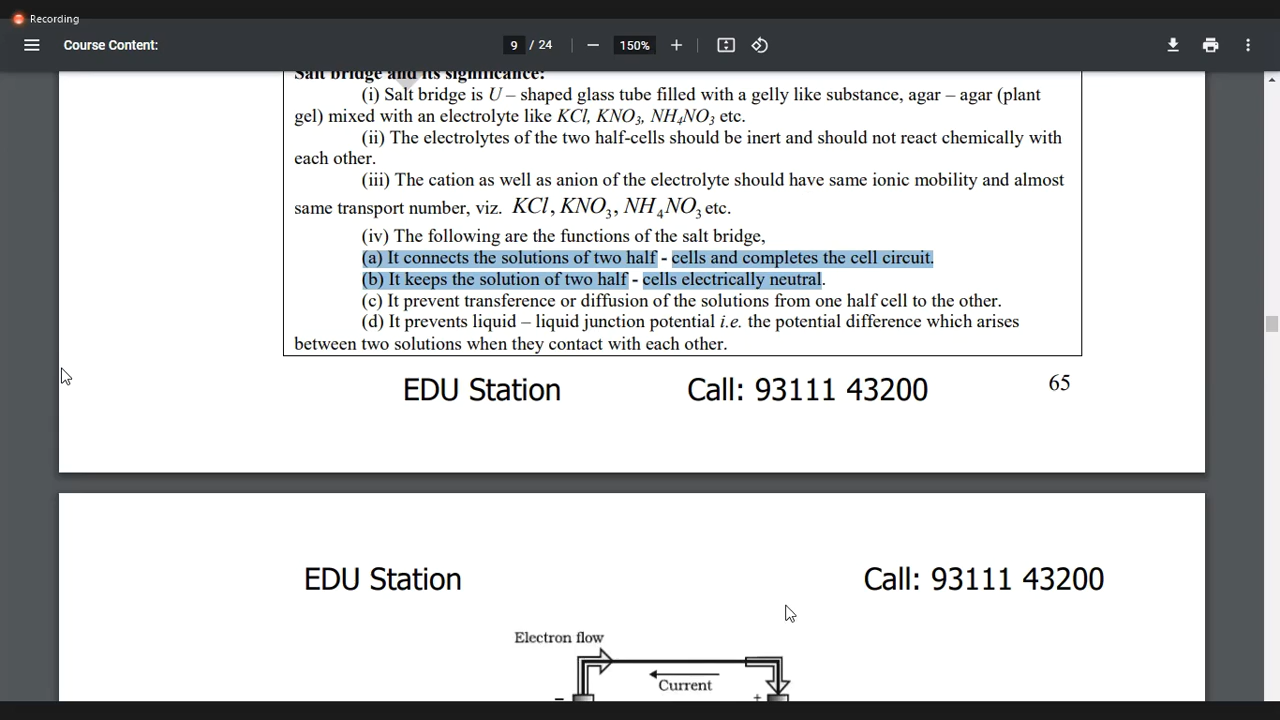 Recording
Course Content:
9 / 24
150%
Salt bridge and its significance:
(i) Salt bridge is U – shaped glass tube filled with a gelly like substance, agar – agar (plant
gel) mixed with an electrolyte like KCl, KNO₃, NH₄NO₃ etc.
(ii) The electrolytes of the two half-cells should be inert and should not react chemically with
each other.
(iii) The cation as well as anion of the electrolyte should have same ionic mobility and almost
same transport number, viz. KCl, KNO₃, NH₄NO₃ etc.
(iv) The following are the functions of the salt bridge,
(a) It connects the solutions of two half - cells and completes the cell circuit.
(b) It keeps the solution of two half - cells electrically neutral.
(c) It prevent transference or diffusion of the solutions from one half cell to the other.
(d) It prevents liquid – liquid junction potential i.e. the potential difference which arises
between two solutions when they contact with each other.
EDU Station Call: 93111 43200 65
EDU Station Call: 93111 43200
Electron flow
Current
– +